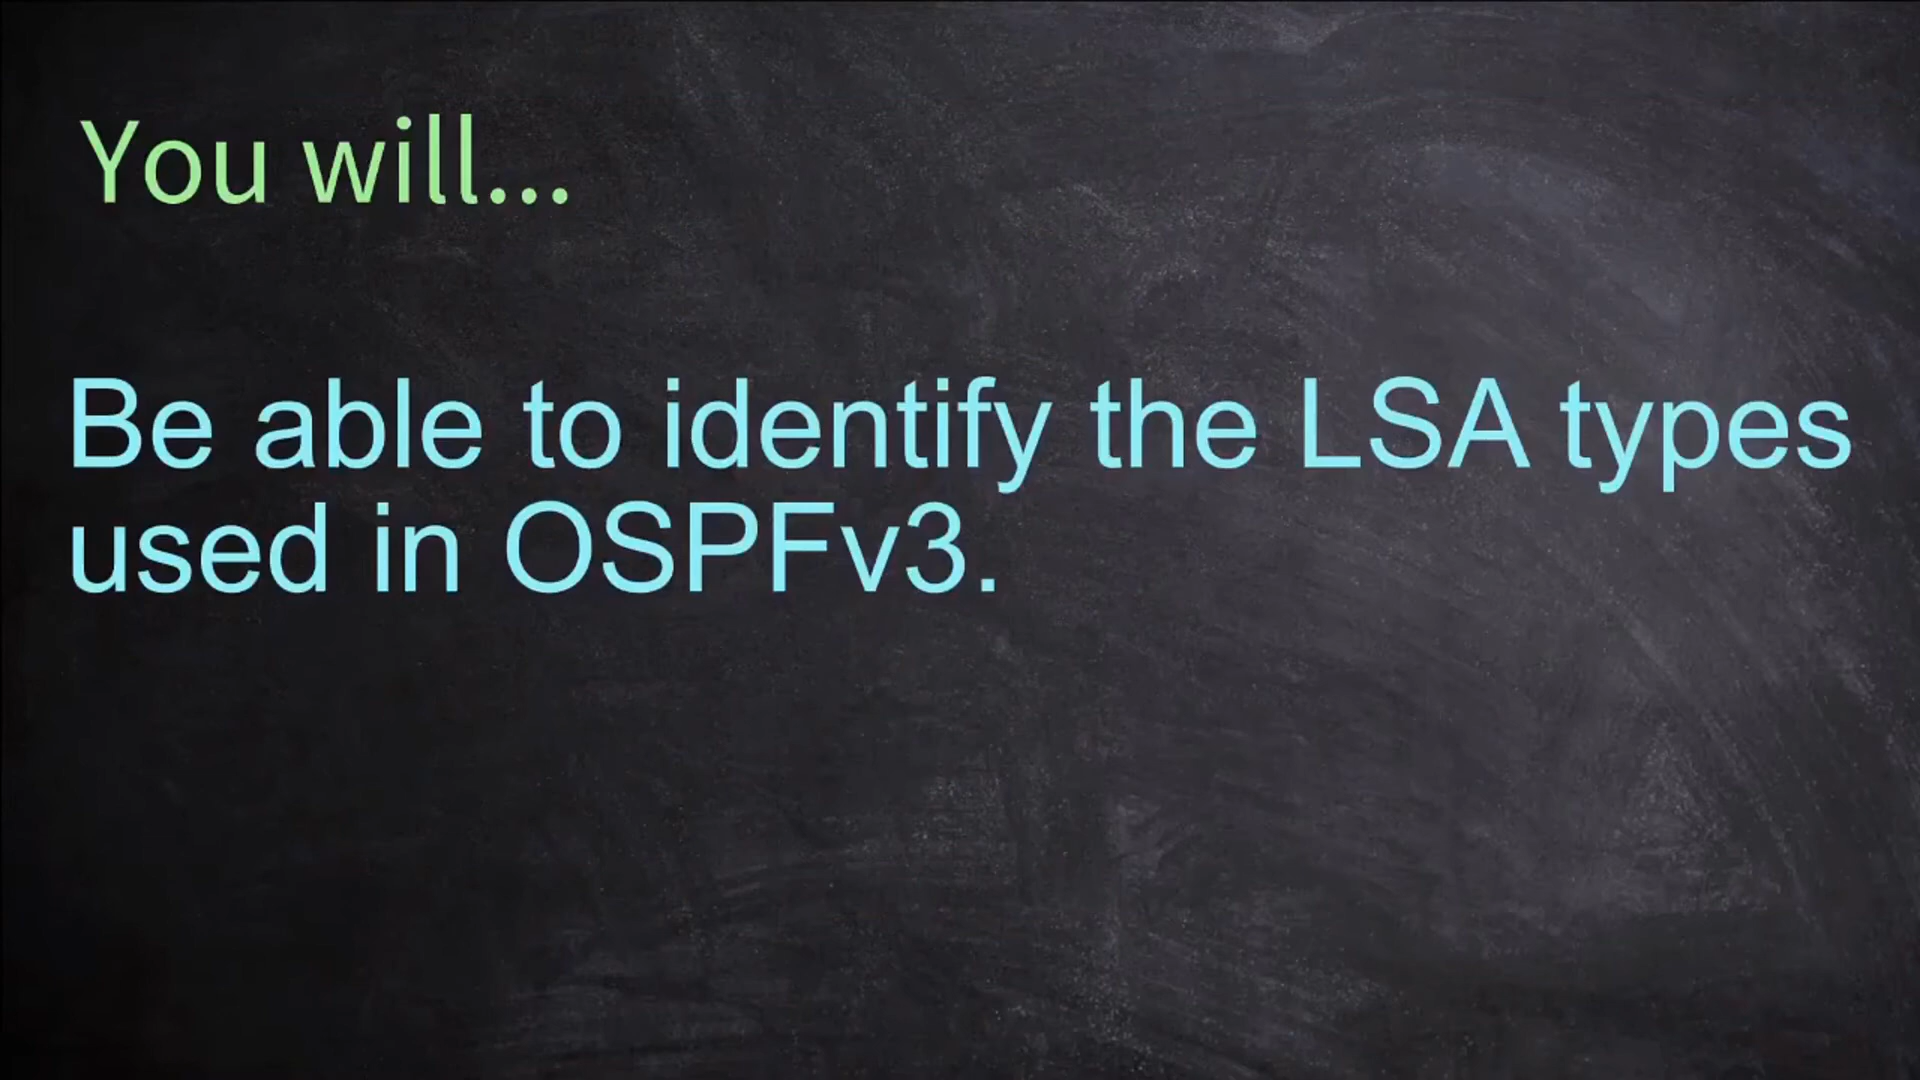 You will...
Be able to identify the LSA types
used in OSPFv3.